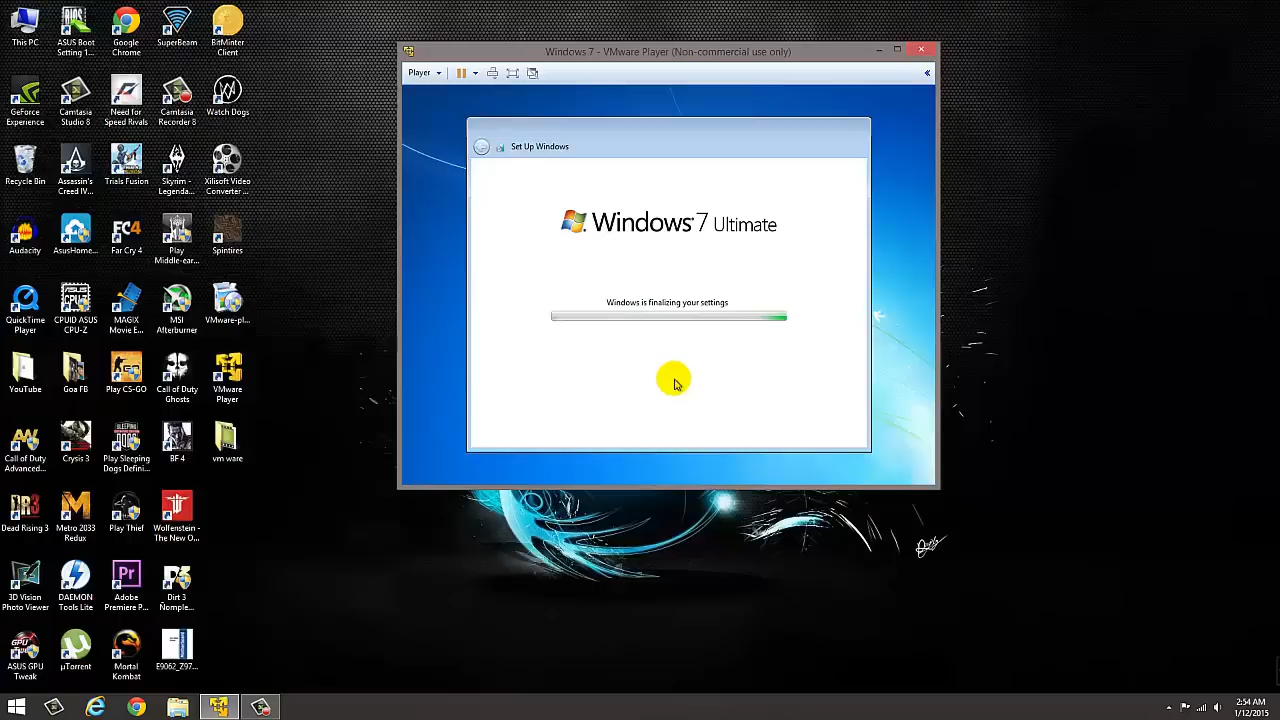 This PC
ASUS Boot
Setting 1...
Google
Chrome
SuperBeam
BitMinter
Client
GeForce
Experience
Camtasia
Studio 8
Need for
Speed Rivals
Camtasia
Recorder 8
Watch Dogs
Recycle Bin
Assassin's
Creed IV...
Trials Fusion
Skyrim -
Legenda...
Xilisoft Video
Converter ...
Audacity
AsusHome...
FC4
Far Cry 4
Play
Middle-ear...
Spintires
QuickTime
Player
CPUID ASUS
CPU-Z
MAGIX
Movie E...
MSI
Afterburner
VMware-pl...
YouTube
Goa FB
Play CS-GO
Call of Duty
Ghosts
VMware
Player
Call of Duty
Advanced...
Crysis 3
Play Sleeping
Dogs Defini...
BF 4
vm ware
DR3
Dead Rising 3
Metro 2033
Redux
Play Thief
Wolfenstein -
The New O...
3D Vision
Photo Viewer
DAEMON
Tools Lite
Pr
Adobe
Premiere P...
Dirt 3
Nomple...
ASUS GPU
Tweak
µTorrent
Mortal
Kombat
E9062_Z97...
Windows 7 - VMware Player (Non-commercial use only)
Player
Set Up Windows
Windows 7 Ultimate
Windows is finalizing your settings
2:54 AM
1/12/2015